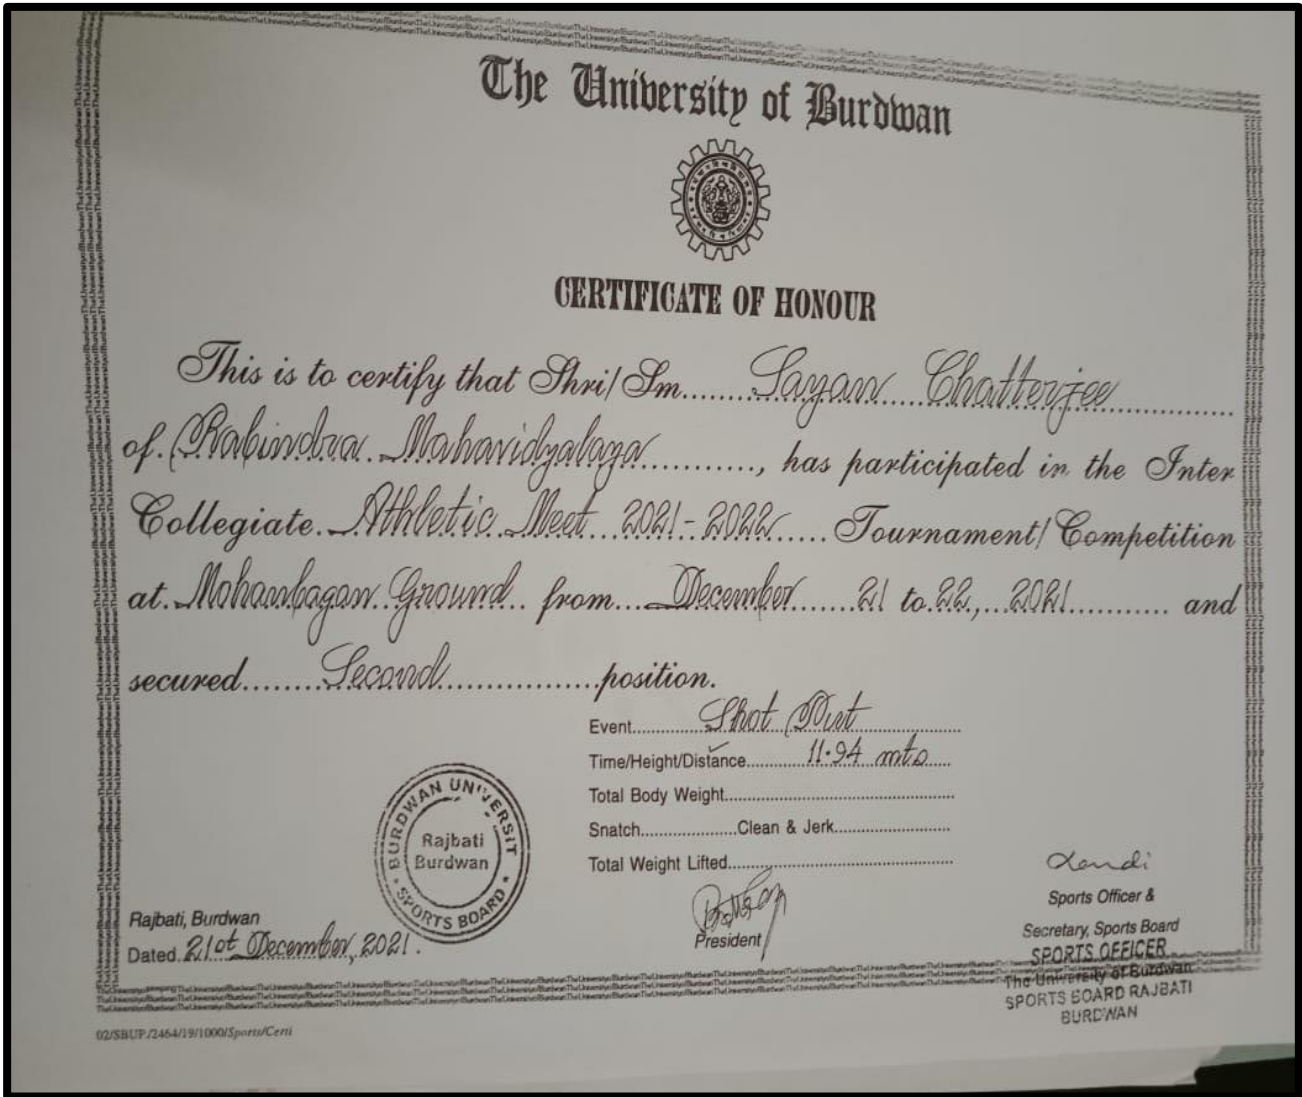 The University of Burdwan
CERTIFICATE OF HONOUR
This is to certify that Shri/Sm........Sayan Chatterjee........
of. Rabindra Mahavidyalaya............, has participated in the Inter
Collegiate. Athletic Meet 2021-2022...... Tournament/Competition
at. Mohanbagan Ground.. from... December....... 21 to 22, 2021........... and
secured........Second................position.
Event........Shot Put...........
Time/Height/Distance.........11.94 mts....
Total Body Weight........................................
Snatch....................Clean & Jerk........................
Total Weight Lifted........................................
BURDWAN UNIVERSIT
Rajbati
Burdwan
SPORTS BOARD
President
Sports Officer &
Secretary, Sports Board
SPORTS OFFICER
The University of Burdwan
SPORTS BOARD RAJBATI
BURDWAN
Rajbati, Burdwan
Dated. 21st December, 2021.
02/SBUP./2464/19/1000/Sports/Certi